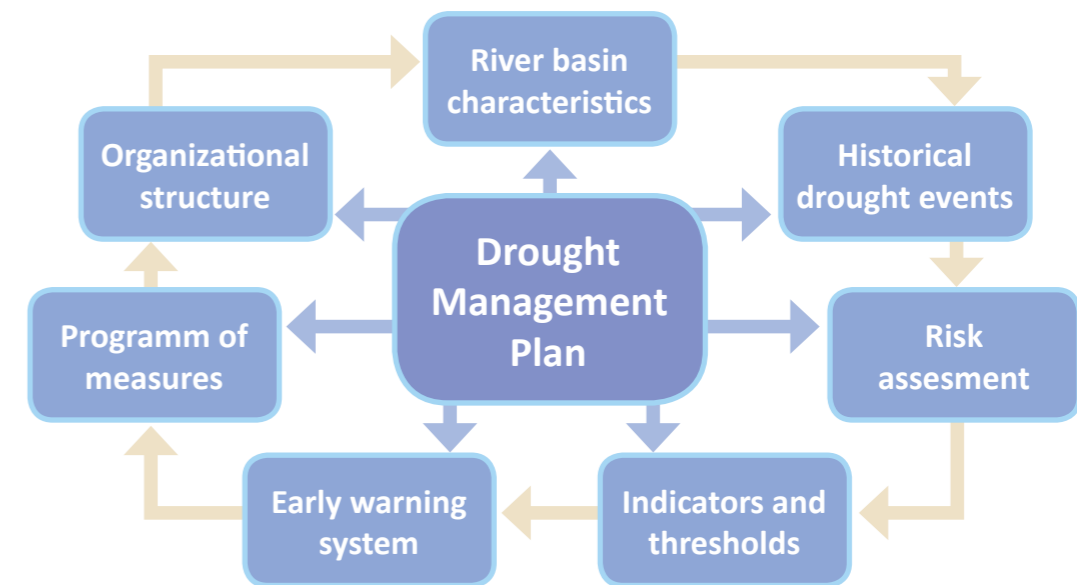 River basin
characteristics
Historical
drought events
Risk
assesment
Indicators and
thresholds
Early warning
system
Programm of
measures
Organizational
structure
Drought
Management
Plan